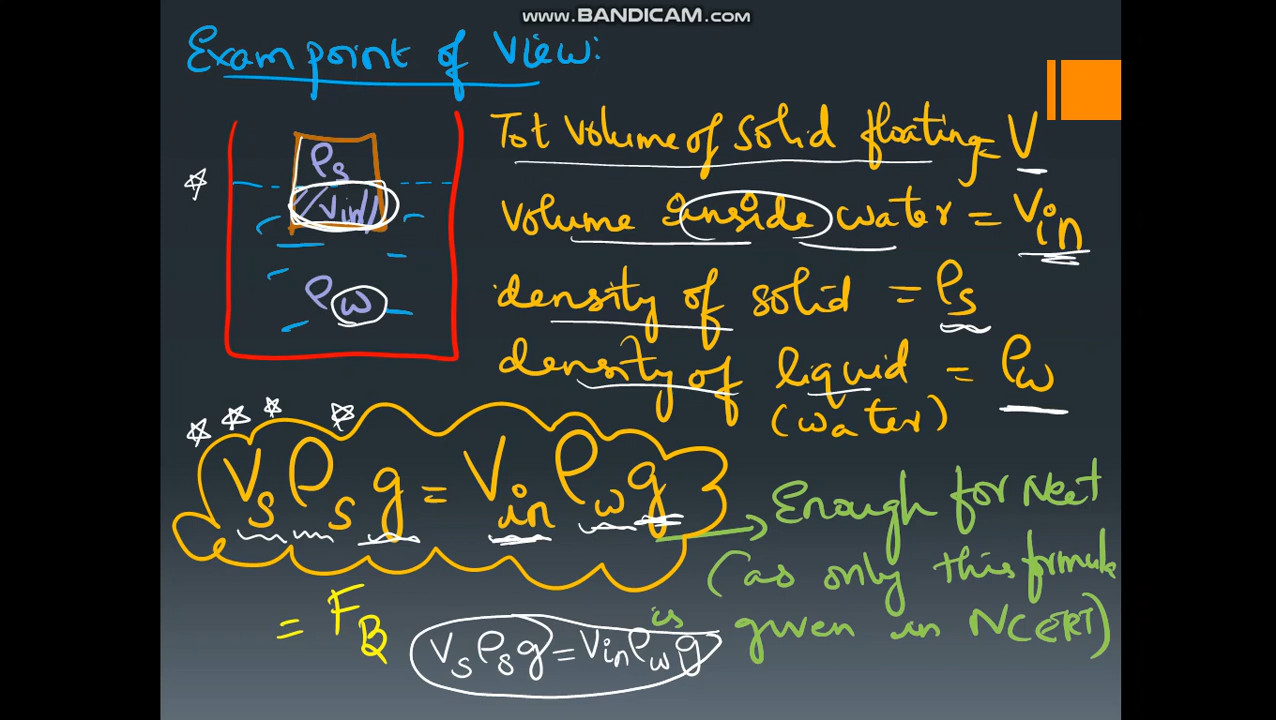 www.BANDICAM.com
Exam point of View:
Tot Volume of Solid floating = V
Volume inside water = Vin
density of solid = ρs
density of liquid = ρw
(water)
ρs
Vin
ρw
Vs ρs g = Vin ρw g
Enough for Neet
(as only this formula
is given in NCERT)
= FB
Vs ρs g = Vin ρw g